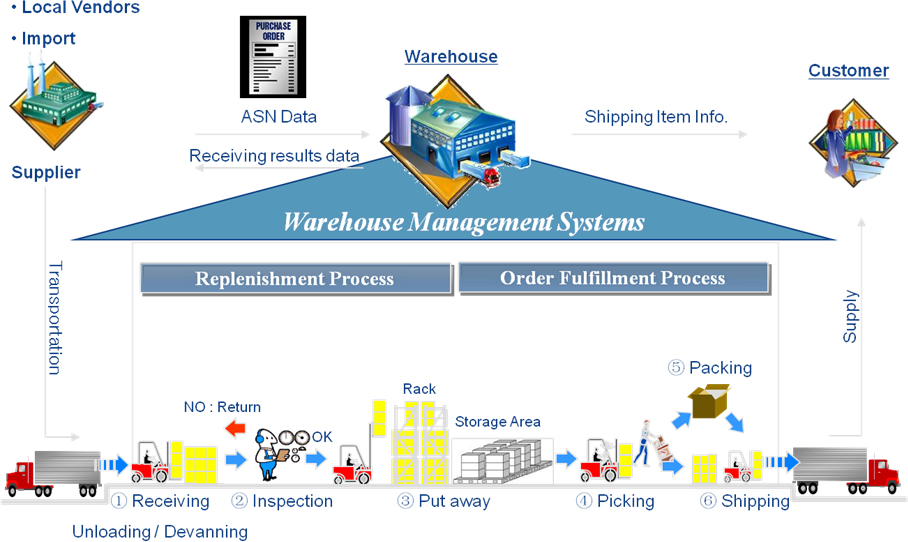 • Local Vendors
• Import
PURCHASE
ORDER
Warehouse
Customer
ASN Data
Shipping Item Info.
Receiving results data
Supplier
Warehouse Management Systems
Transportation
Replenishment Process
Order Fulfillment Process
Supply
⑤ Packing
Rack
NO : Return
Storage Area
OK
① Receiving
② Inspection
③ Put away
④ Picking
⑥ Shipping
Unloading / Devanning